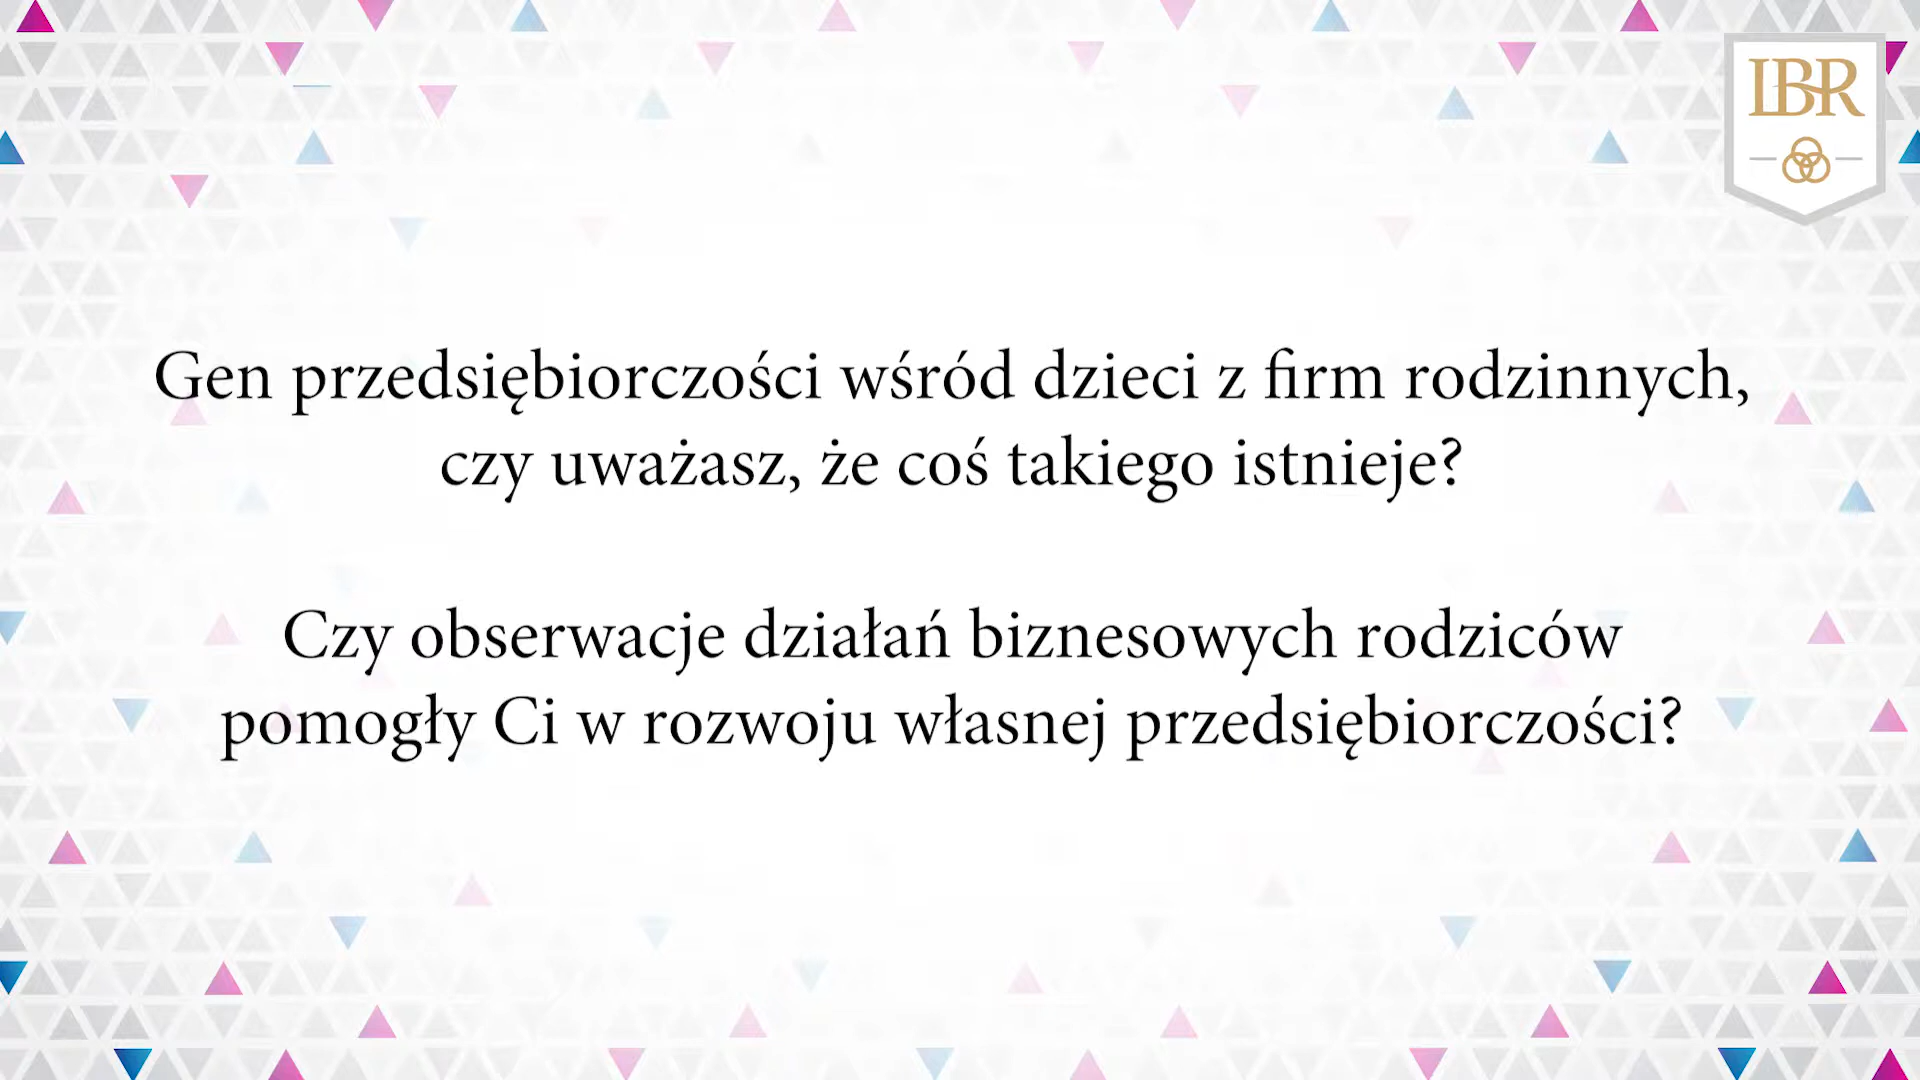 IBR
Gen przedsiębiorczości wśród dzieci z firm rodzinnych,
czy uważasz, że coś takiego istnieje?
Czy obserwacje działań biznesowych rodziców
pomogły Ci w rozwoju własnej przedsiębiorczości?